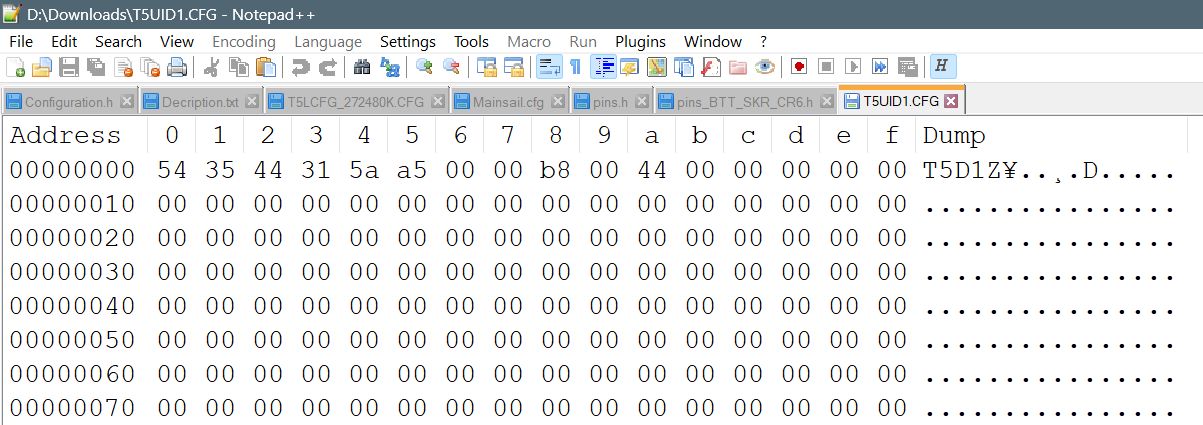 D:\Downloads\T5UID1.CFG - Notepad++
File Edit Search View Encoding Language Settings Tools Macro Run Plugins Window ?
Configuration.h Decription.txt T5LCFG_272480K.CFG Mainsail.cfg pins.h pins_BTT_SKR_CR6.h T5UID1.CFG
Address 0 1 2 3 4 5 6 7 8 9 a b c d e f Dump
00000000 54 35 44 31 5a a5 00 00 b8 00 44 00 00 00 00 00 T5D1Z¥..¸.D.....
00000010 00 00 00 00 00 00 00 00 00 00 00 00 00 00 00 00 ................
00000020 00 00 00 00 00 00 00 00 00 00 00 00 00 00 00 00 ................
00000030 00 00 00 00 00 00 00 00 00 00 00 00 00 00 00 00 ................
00000040 00 00 00 00 00 00 00 00 00 00 00 00 00 00 00 00 ................
00000050 00 00 00 00 00 00 00 00 00 00 00 00 00 00 00 00 ................
00000060 00 00 00 00 00 00 00 00 00 00 00 00 00 00 00 00 ................
00000070 00 00 00 00 00 00 00 00 00 00 00 00 00 00 00 00 ................